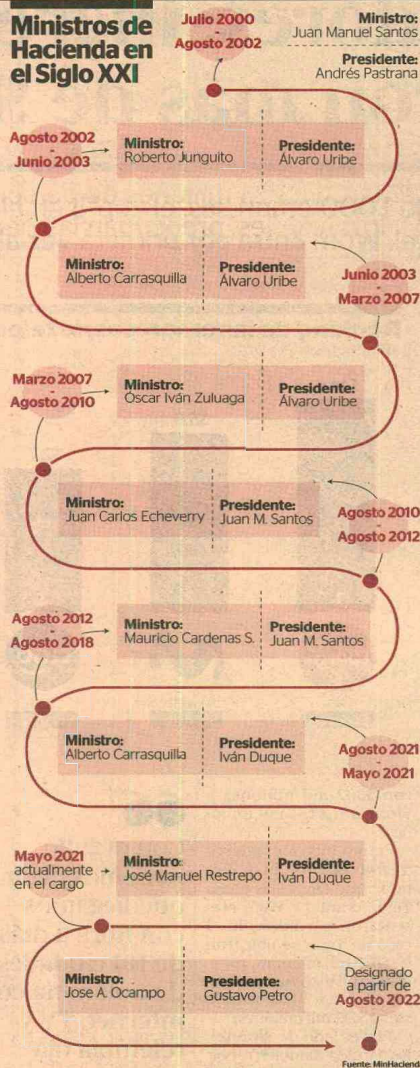 Ministros de
Hacienda en
el Siglo XXI
Julio 2000
-
Agosto 2002
Ministro:
Juan Manuel Santos
Presidente:
Andrés Pastrana
Agosto 2002
-
Junio 2003
Ministro:
Roberto Junguito
Presidente:
Álvaro Uribe
Ministro:
Alberto Carrasquilla
Presidente:
Álvaro Uribe
Junio 2003
-
Marzo 2007
Marzo 2007
-
Agosto 2010
Ministro:
Óscar Iván Zuluaga
Presidente:
Álvaro Uribe
Ministro:
Juan Carlos Echeverry
Presidente:
Juan M. Santos
Agosto 2010
-
Agosto 2012
Agosto 2012
-
Agosto 2018
Ministro:
Mauricio Cardenas S.
Presidente:
Juan M. Santos
Ministro:
Alberto Carrasquilla
Presidente:
Iván Duque
Agosto 2021
-
Mayo 2021
Mayo 2021
actualmente
en el cargo
Ministro:
José Manuel Restrepo
Presidente:
Iván Duque
Ministro:
Jose A. Ocampo
Presidente:
Gustavo Petro
Designado
a partir de
Agosto 2022
Fuente: MinHaciend